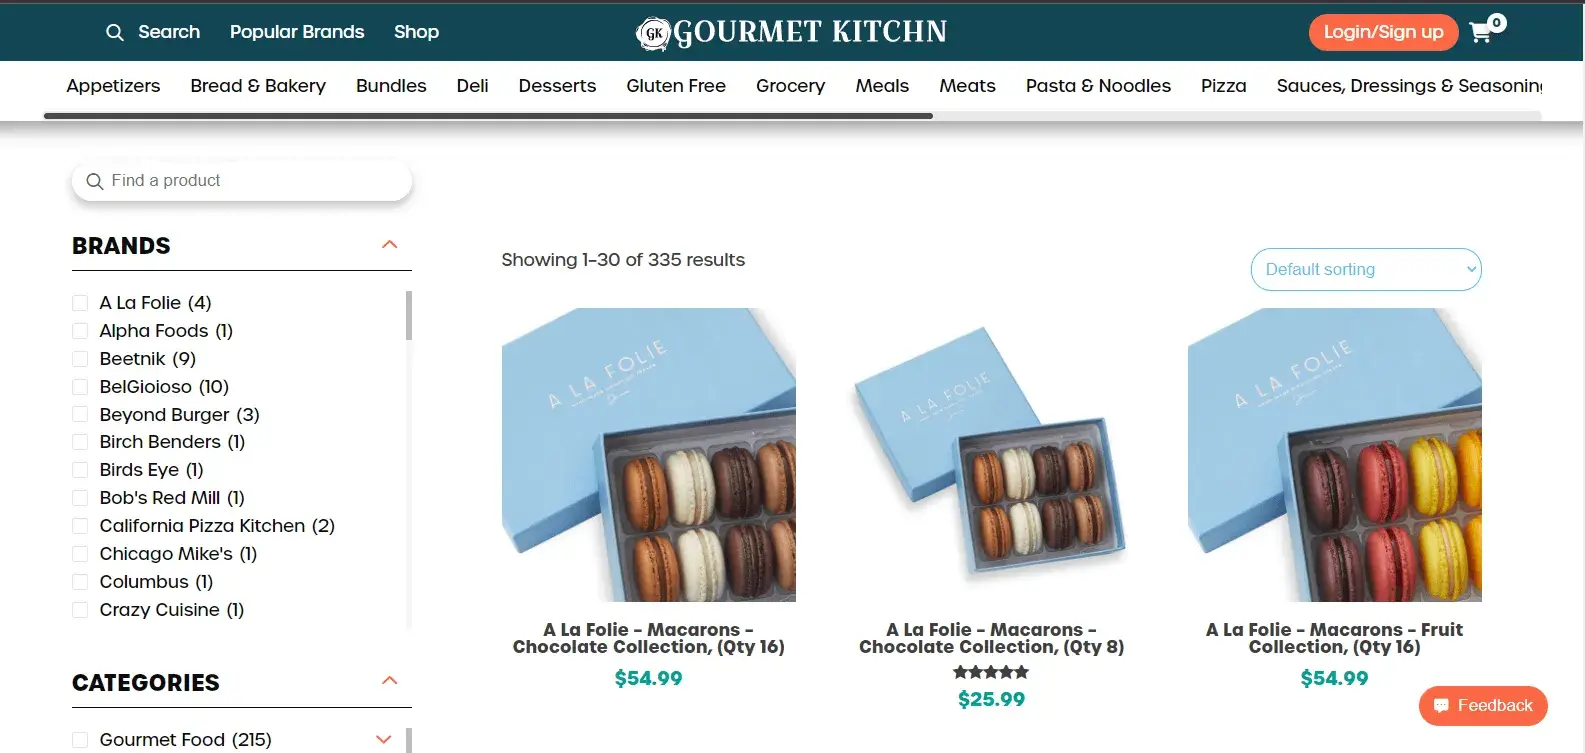 Search Popular Brands Shop
GK GOURMET KITCHN
Login/Sign up 0
Appetizers Bread & Bakery Bundles Deli Desserts Gluten Free Grocery Meals Meats Pasta & Noodles Pizza Sauces, Dressings & Seasoning
Find a product
BRANDS
A La Folie (4)
Alpha Foods (1)
Beetnik (9)
BelGioioso (10)
Beyond Burger (3)
Birch Benders (1)
Birds Eye (1)
Bob's Red Mill (1)
California Pizza Kitchen (2)
Chicago Mike's (1)
Columbus (1)
Crazy Cuisine (1)
CATEGORIES
Gourmet Food (215)
Showing 1–30 of 335 results
Default sorting
A LA FOLIE
A La Folie – Macarons –
Chocolate Collection, (Qty 16)
$54.99
A LA FOLIE
A La Folie – Macarons –
Chocolate Collection, (Qty 8)
$25.99
A LA FOLIE
A La Folie – Macarons – Fruit
Collection, (Qty 16)
$54.99
Feedback